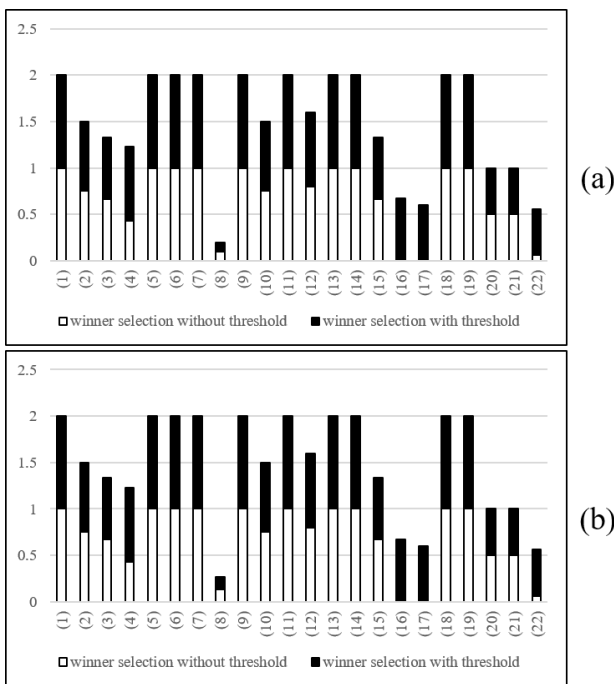 2.5
2
1.5
1
0.5
0
(1) (2) (3) (4) (5) (6) (7) (8) (9) (10) (11) (12) (13) (14) (15) (16) (17) (18) (19) (20) (21) (22)
winner selection without threshold winner selection with threshold
(a)
2.5
2
1.5
1
0.5
0
(1) (2) (3) (4) (5) (6) (7) (8) (9) (10) (11) (12) (13) (14) (15) (16) (17) (18) (19) (20) (21) (22)
winner selection without threshold winner selection with threshold
(b)